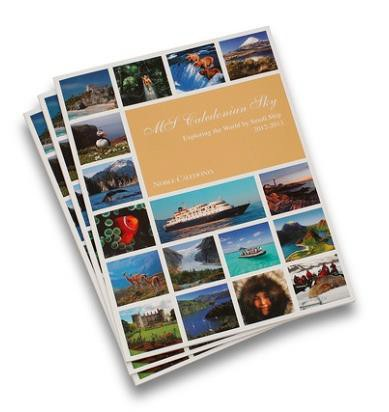 MS Caledonian Sky
Exploring the World by Small Ship
2012-2013
NOBLE CALEDONIA